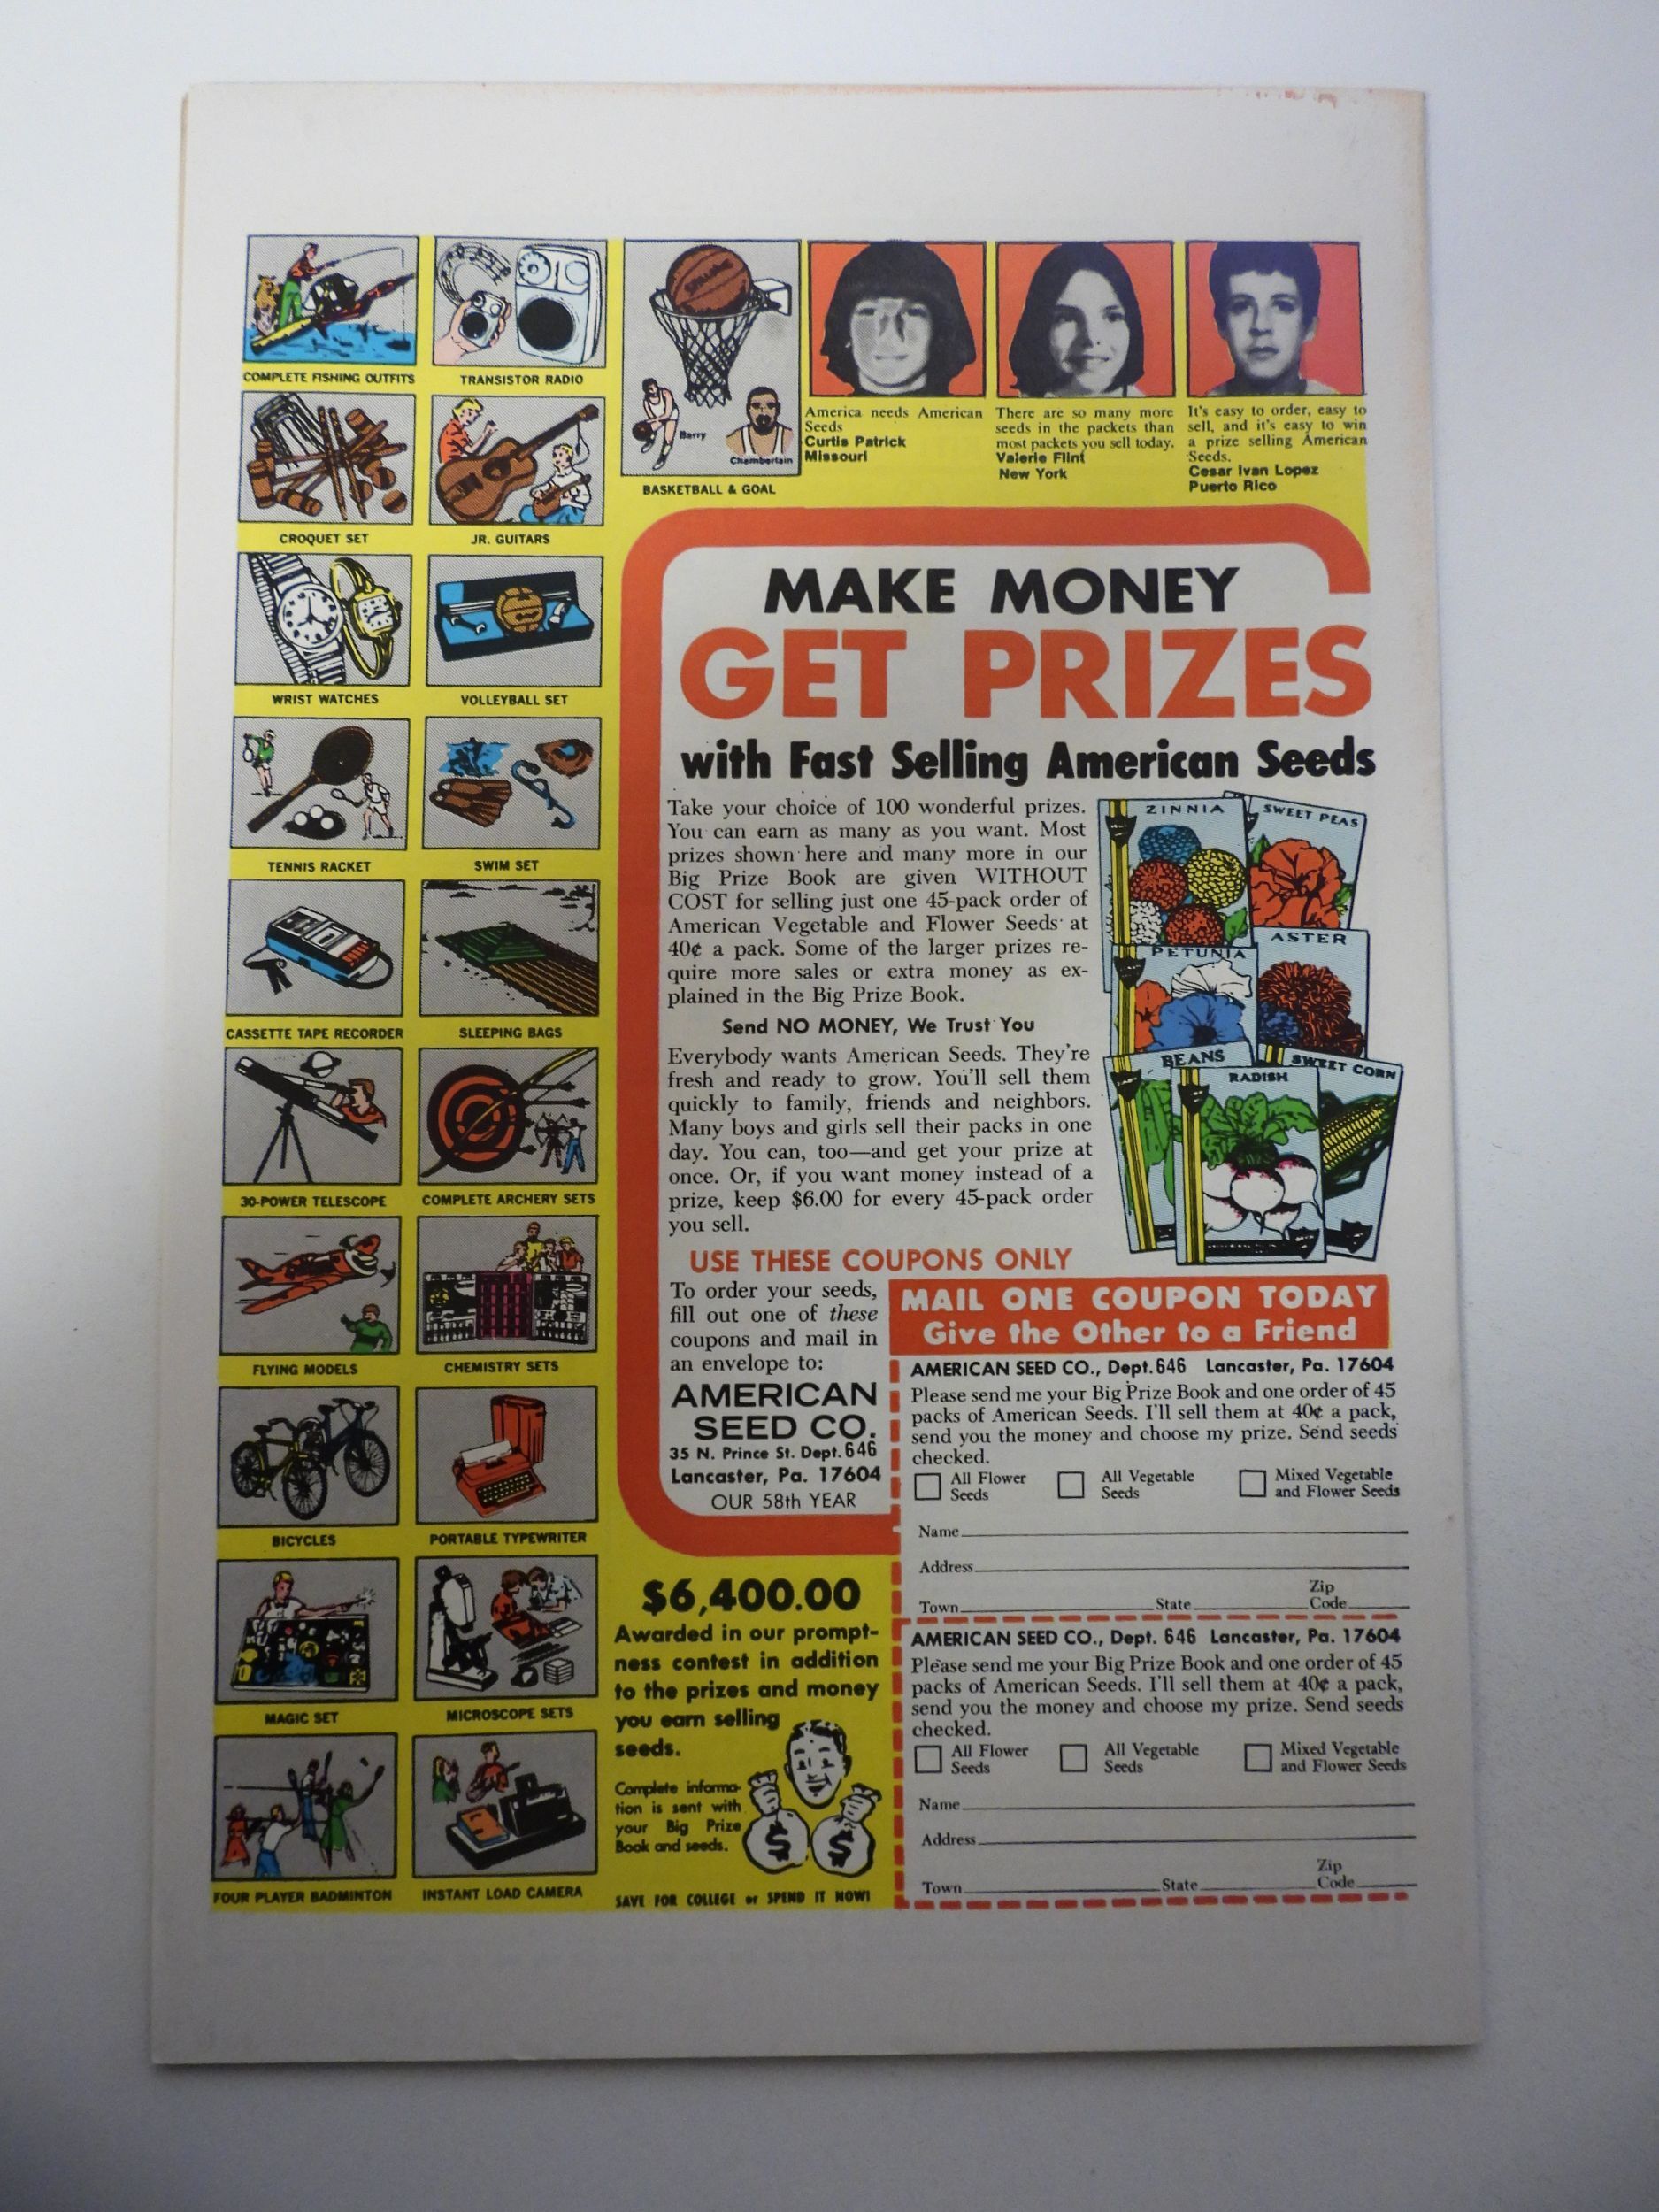 COMPLETE FISHING OUTFITS
TRANSISTOR RADIO
CROQUET SET
JR. GUITARS
WRIST WATCHES
VOLLEYBALL SET
TENNIS RACKET
SWIM SET
CASSETTE TAPE RECORDER
SLEEPING BAGS
30-POWER TELESCOPE
COMPLETE ARCHERY SETS
FLYING MODELS
CHEMISTRY SETS
BICYCLES
PORTABLE TYPEWRITER
MAGIC SET
MICROSCOPE SETS
FOUR PLAYER BADMINTON
INSTANT LOAD CAMERA
SPALDING
Barry
Chamberlain
BASKETBALL & GOAL
America needs American
Seeds
Curtis Patrick
Missouri
There are so many more
seeds in the packets than
most packets you sell today.
Valerie Flint
New York
It's easy to order, easy to
sell, and it's easy to win
a prize selling American
Seeds.
Cesar Ivan Lopez
Puerto Rico
MAKE MONEY
GET PRIZES
with Fast Selling American Seeds
Take your choice of 100 wonderful prizes.
You can earn as many as you want. Most
prizes shown here and many more in our
Big Prize Book are given WITHOUT
COST for selling just one 45-pack order of
American Vegetable and Flower Seeds at
40¢ a pack. Some of the larger prizes re-
quire more sales or extra money as ex-
plained in the Big Prize Book.
Send NO MONEY, We Trust You
Everybody wants American Seeds. They're
fresh and ready to grow. You'll sell them
quickly to family, friends and neighbors.
Many boys and girls sell their packs in one
day. You can, too—and get your prize at
once. Or, if you want money instead of a
prize, keep $6.00 for every 45-pack order
you sell.
ZINNIA
SWEET PEAS
PETUNIA
ASTER
BEANS
SWEET CORN
RADISH
USE THESE COUPONS ONLY
To order your seeds,
fill out one of these
coupons and mail in
an envelope to:
AMERICAN
SEED CO.
35 N. Prince St. Dept. 646
Lancaster, Pa. 17604
OUR 58th YEAR
$6,400.00
Awarded in our prompt-
ness contest in addition
to the prizes and money
you earn selling
seeds.
Complete informa-
tion is sent with
your Big Prize
Book and seeds.
$ $
SAVE FOR COLLEGE or SPEND IT NOW!
MAIL ONE COUPON TODAY
Give the Other to a Friend
AMERICAN SEED CO., Dept. 646 Lancaster, Pa. 17604
Please send me your Big Prize Book and one order of 45
packs of American Seeds. I'll sell them at 40¢ a pack,
send you the money and choose my prize. Send seeds
checked.
All Flower Seeds
All Vegetable Seeds
Mixed Vegetable and Flower Seeds
Name
Address
Town State Zip Code
AMERICAN SEED CO., Dept. 646 Lancaster, Pa. 17604
Please send me your Big Prize Book and one order of 45
packs of American Seeds. I'll sell them at 40¢ a pack,
send you the money and choose my prize. Send seeds
checked.
All Flower Seeds
All Vegetable Seeds
Mixed Vegetable and Flower Seeds
Name
Address
Town State Zip Code